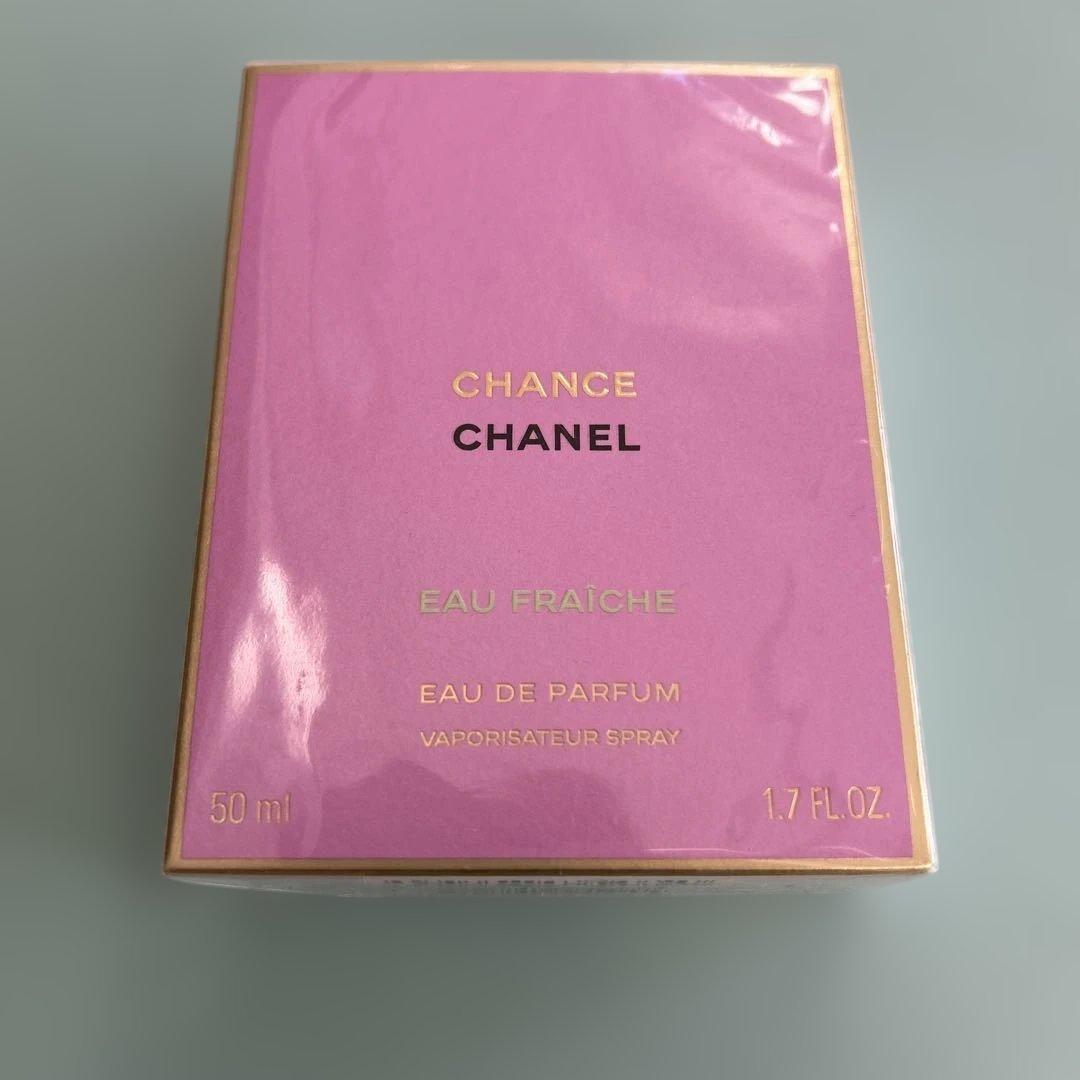 CHANCE
CHANEL
EAU FRAÎCHE
EAU DE PARFUM
VAPORISATEUR SPRAY
50 ml
1.7 FL.OZ.